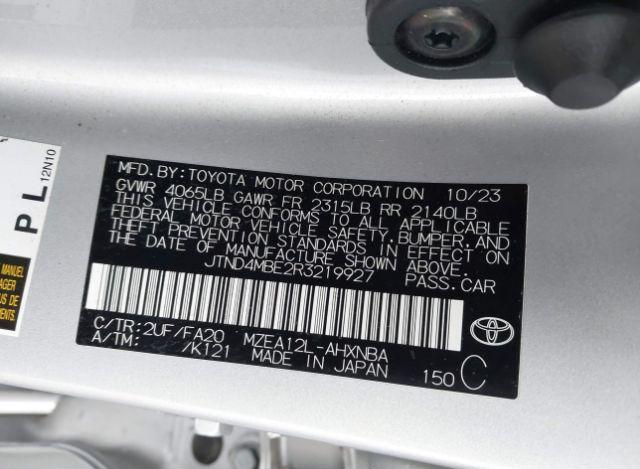 MFD.BY:TOYOTA MOTOR CORPORATION 10/23
GVWR 4065LB GAWR FR 2315LB RR 2140LB
THIS VEHICLE CONFORMS TO ALL APPLICABLE
FEDERAL MOTOR VEHICLE SAFETY,BUMPER,AND
THEFT PREVENTION STANDARDS IN EFFECT ON
THE DATE OF MANUFACTURE SHOWN ABOVE.
JTND4MBE2R3219927 PASS.CAR
C/TR:2UF/FA20 MZEA12L-AHXNBA
A/TM: /K121 MADE IN JAPAN
150 C
P L 12N10
MANUEL